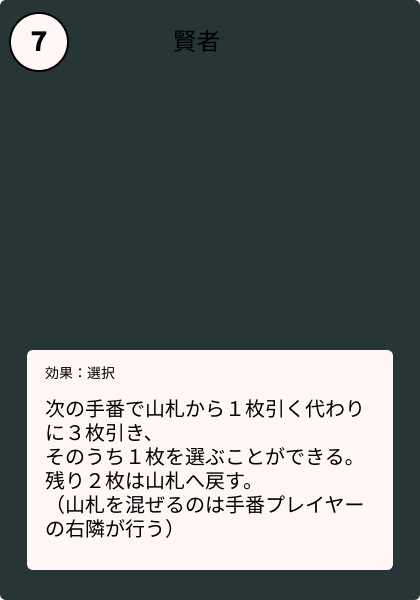 7
賢者
効果：選択
次の手番で山札から１枚引く代わり
に３枚引き、
そのうち１枚を選ぶことができる。
残り２枚は山札へ戻す。
（山札を混ぜるのは手番プレイヤー
の右隣が行う）